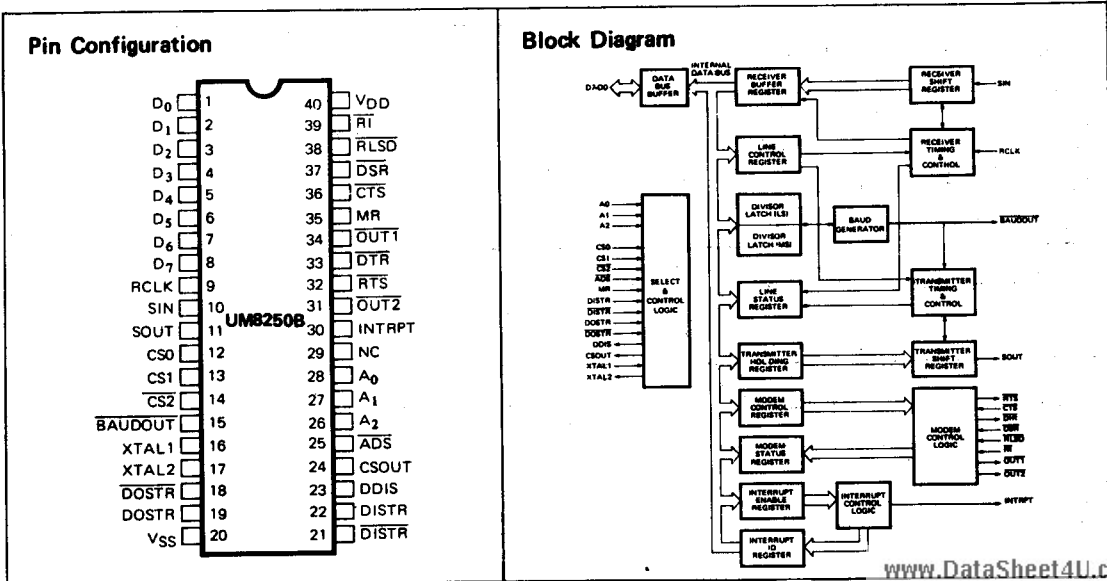 Pin Configuration
D0 1
D1 2
D2 3
D3 4
D4 5
D5 6
D6 7
D7 8
RCLK 9
SIN 10
SOUT 11
CS0 12
CS1 13
CS2 14
BAUDOUT 15
XTAL1 16
XTAL2 17
DOSTR 18
DOSTR 19
VSS 20
UM8250B
40 VDD
39 RI
38 RLSD
37 DSR
36 CTS
35 MR
34 OUT1
33 DTR
32 RTS
31 OUT2
30 INTRPT
29 NC
28 A0
27 A1
26 A2
25 ADS
24 CSOUT
23 DDIS
22 DISTR
21 DISTR
Block Diagram
D7-D0
DATA
BUS
BUFFER
INTERNAL
DATA BUS
RECEIVER
BUFFER
REGISTER
RECEIVER
SHIFT
REGISTER
SIN
LINE
CONTROL
REGISTER
RECEIVER
TIMING
&
CONTROL
RCLK
A0
A1
A2
CS0
CS1
CS2
ADS
MR
DISTR
DISTR
DOSTR
DOSTR
DDIS
CSOUT
XTAL1
XTAL2
SELECT
&
CONTROL
LOGIC
DIVISOR
LATCH (LS)
DIVISOR
LATCH (MS)
BAUD
GENERATOR
BAUDOUT
LINE
STATUS
REGISTER
TRANSMITTER
TIMING
&
CONTROL
TRANSMITTER
HOLDING
REGISTER
TRANSMITTER
SHIFT
REGISTER
SOUT
MODEM
CONTROL
REGISTER
MODEM
STATUS
REGISTER
MODEM
CONTROL
LOGIC
RTS
CTS
DTR
DSR
RLSD
RI
OUT1
OUT2
INTERRUPT
ENABLE
REGISTER
INTERRUPT
CONTROL
LOGIC
INTRPT
INTERRUPT
ID
REGISTER
www.DataSheet4U.c